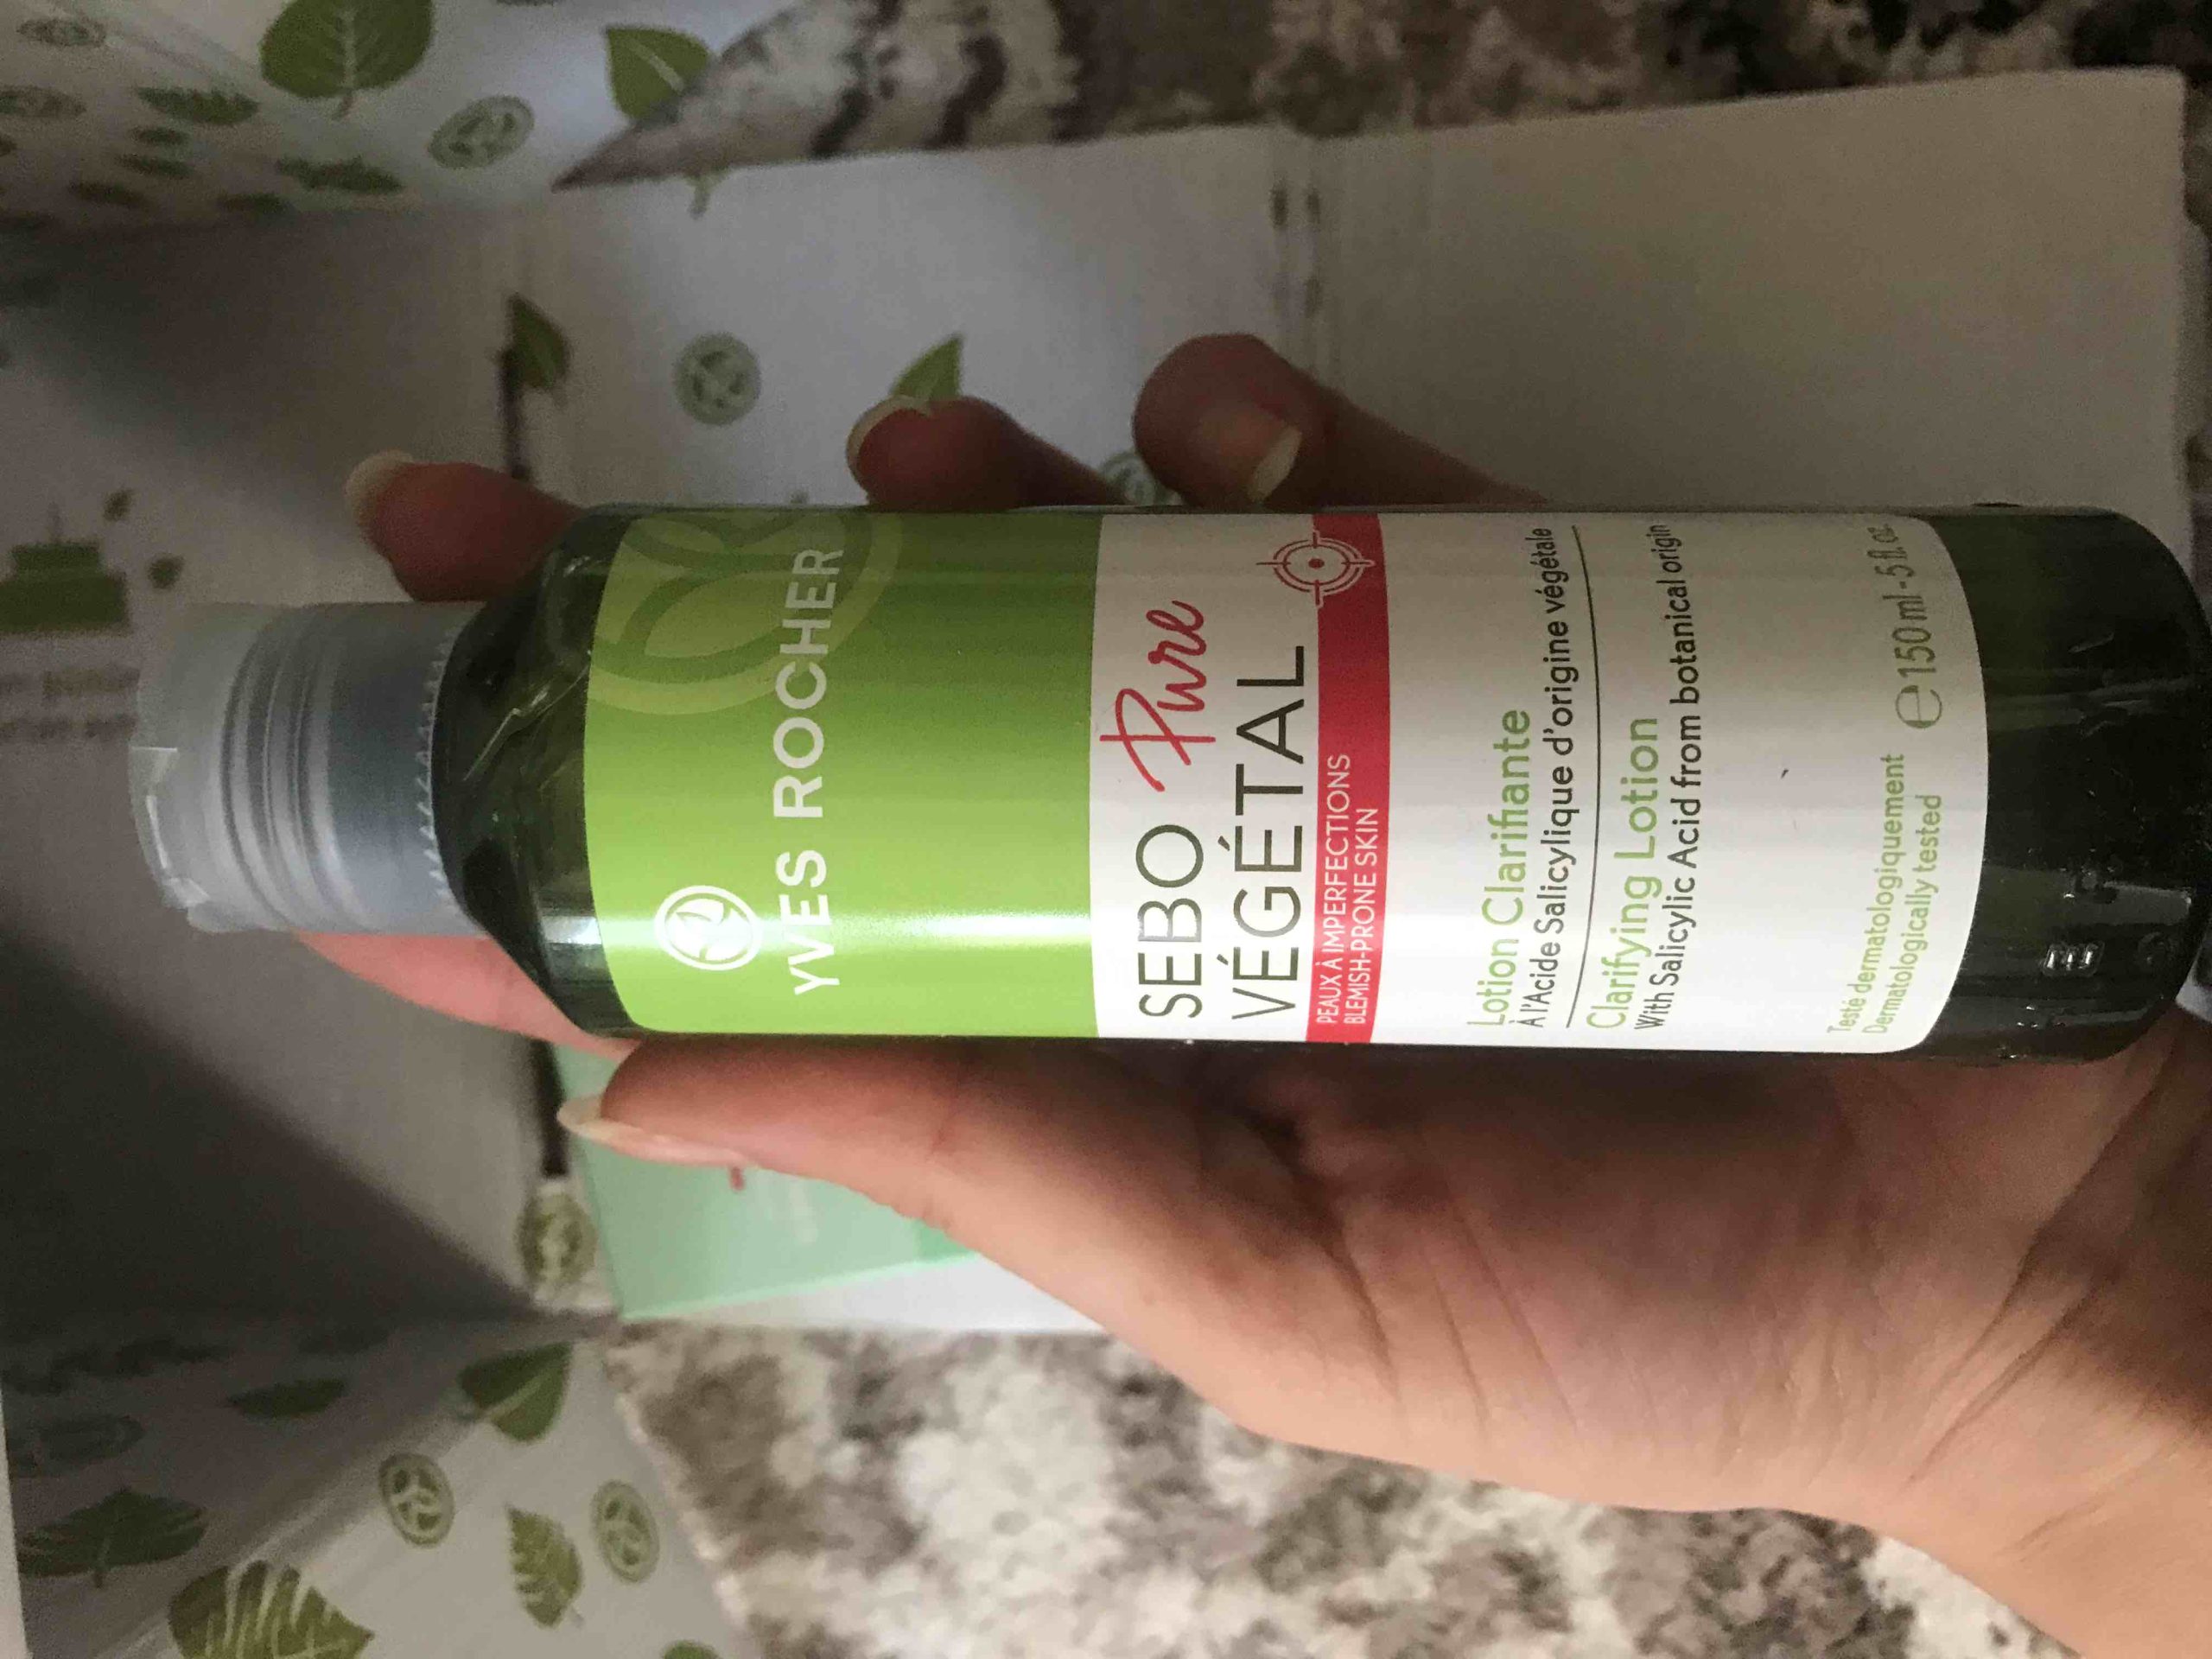 YVES ROCHER
SEBO Pure
VÉGÉTAL
PEAUX À IMPERFECTIONS
BLEMISH-PRONE SKIN
Lotion Clarifiante
À l'Acide Salicylique d'origine végétale
Clarifying Lotion
With Salicylic Acid from botanical origin
Testé dermatologiquement
Dermatologically tested
℮ 150 ml - 5 fl. oz.